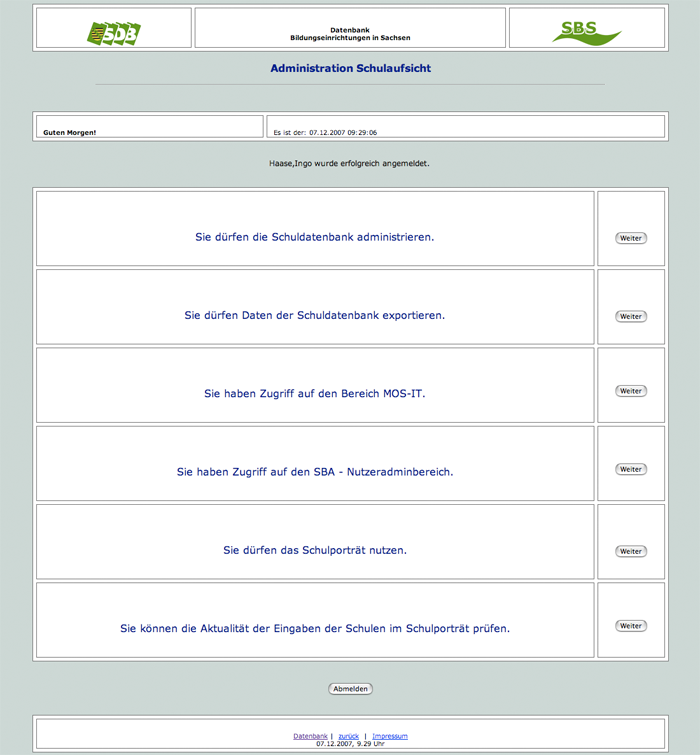 SDB
Datenbank
Bildungseinrichtungen in Sachsen
SBS
Administration Schulaufsicht
Guten Morgen!
Es ist der: 07.12.2007 09:29:06
Haase,Ingo wurde erfolgreich angemeldet.
Sie dürfen die Schuldatenbank administrieren.
Weiter
Sie dürfen Daten der Schuldatenbank exportieren.
Weiter
Sie haben Zugriff auf den Bereich MOS-IT.
Weiter
Sie haben Zugriff auf den SBA - Nutzeradminbereich.
Weiter
Sie dürfen das Schulporträt nutzen.
Weiter
Sie können die Aktualität der Eingaben der Schulen im Schulporträt prüfen.
Weiter
Abmelden
Datenbank | zurück | Impressum
07.12.2007, 9.29 Uhr